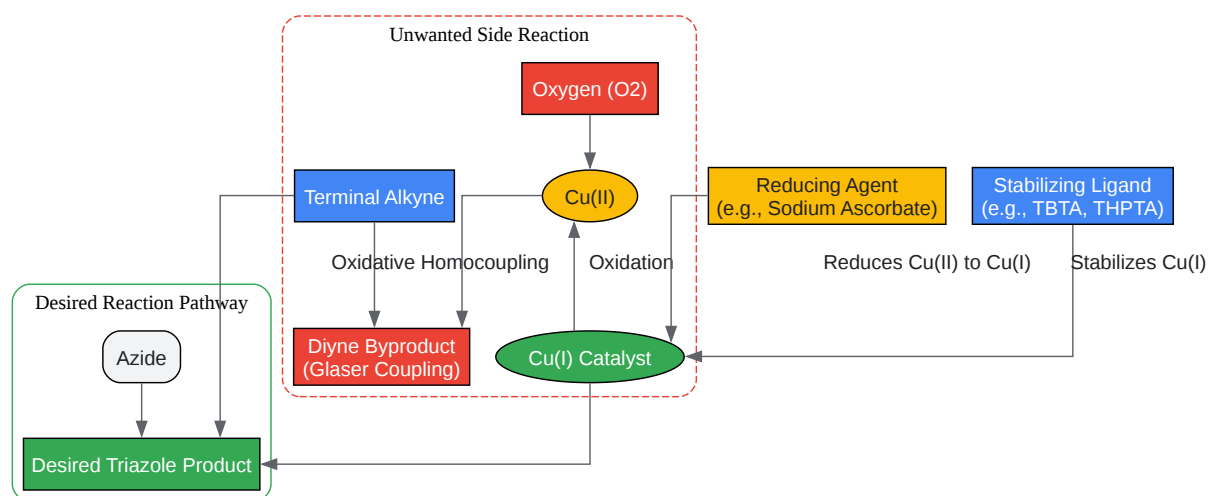 Unwanted Side Reaction
Oxygen (O2)
Terminal Alkyne
Cu(II)
Reducing Agent
(e.g., Sodium Ascorbate)
Stabilizing Ligand
(e.g., TBTA, THPTA)
Oxidative Homocoupling
Oxidation
Reduces Cu(II) to Cu(I)
Stabilizes Cu(I)
Desired Reaction Pathway
Azide
Diyne Byproduct
(Glaser Coupling)
Cu(I) Catalyst
Desired Triazole Product